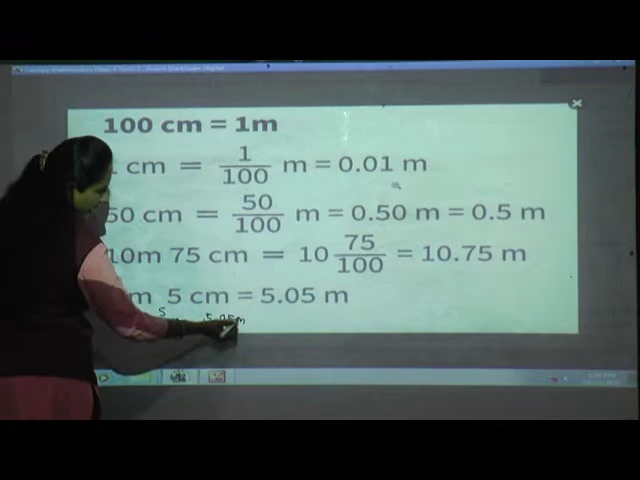 100 cm = 1m
cm = 1/100 m = 0.01 m
50 cm = 50/100 m = 0.50 m = 0.5 m
10m 75 cm = 10 75/100 = 10.75 m
m 5 cm = 5.05 m
5